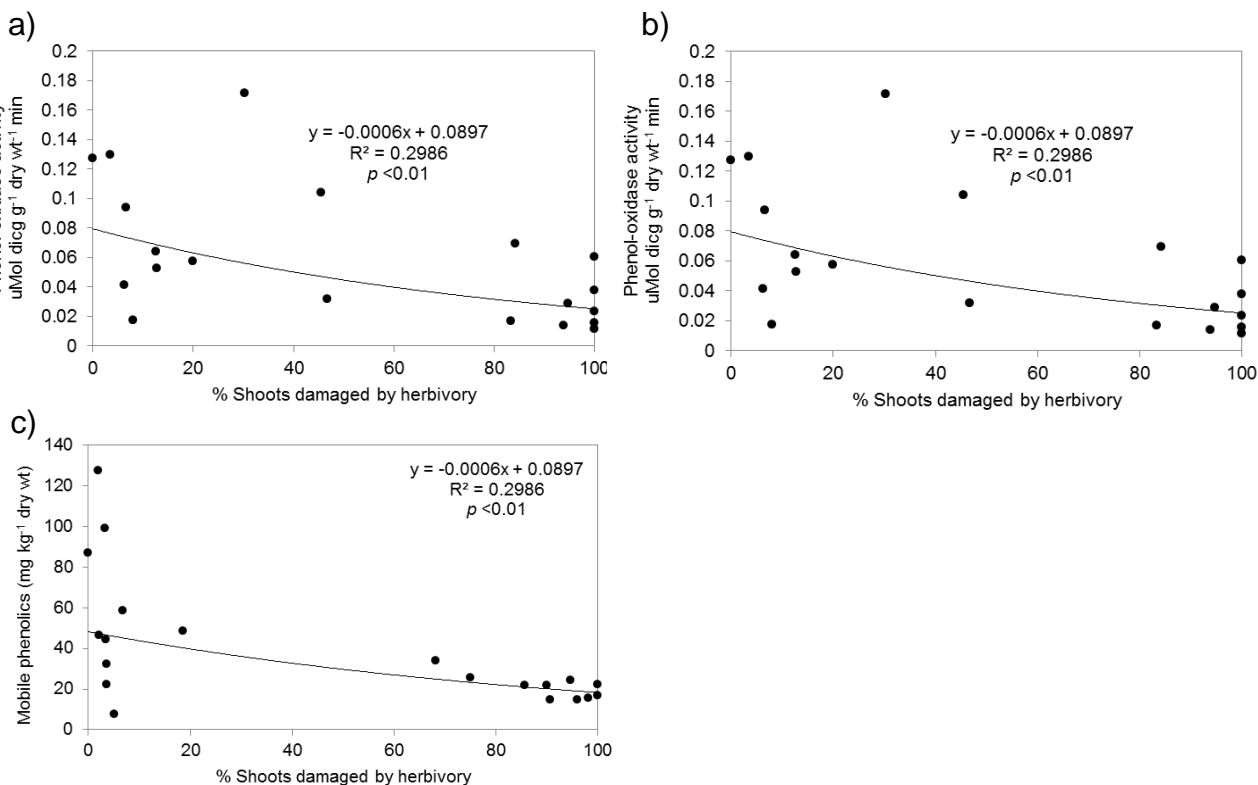 a)
0.2
0.18
0.16
0.14
0.12
0.1
0.08
0.06
0.04
0.02
0
uMol dicg g⁻¹ dry wt⁻¹ min
y = -0.0006x + 0.0897
R² = 0.2986
p <0.01
0 20 40 60 80 100
% Shoots damaged by herbivory
b)
0.2
0.18
0.16
0.14
0.12
0.1
0.08
0.06
0.04
0.02
0
Phenol-oxidase activity
uMol dicg g⁻¹ dry wt⁻¹ min
y = -0.0006x + 0.0897
R² = 0.2986
p <0.01
0 20 40 60 80 100
% Shoots damaged by herbivory
c)
140
120
100
80
60
40
20
0
Mobile phenolics (mg kg⁻¹ dry wt)
y = -0.0006x + 0.0897
R² = 0.2986
p <0.01
0 20 40 60 80 100
% Shoots damaged by herbivory